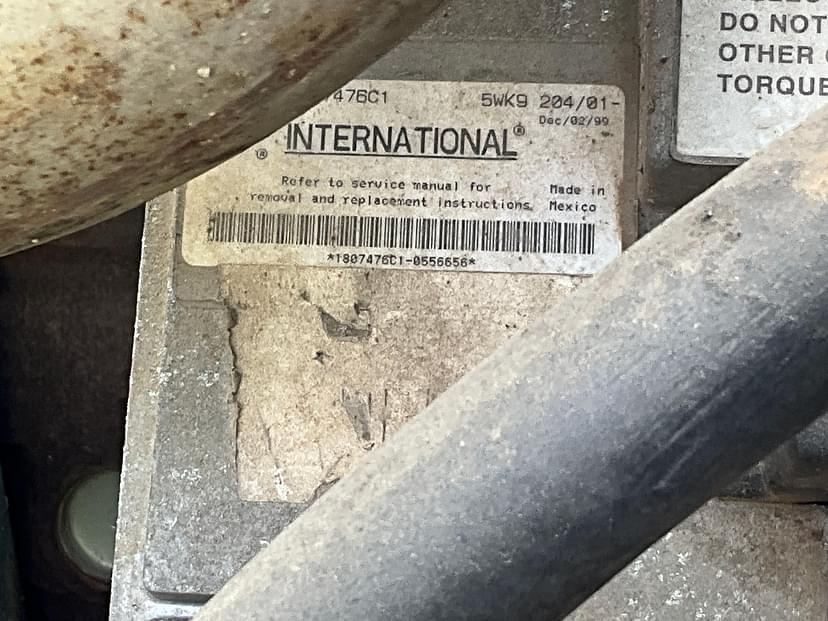 476C1 5WK9 204/01-
Dec/02/99
INTERNATIONAL®
®
Refer to service manual for
removal and replacement instructions.
Made in
Mexico
*1807476C1-0556656*
DO NOT
OTHER
TORQUE